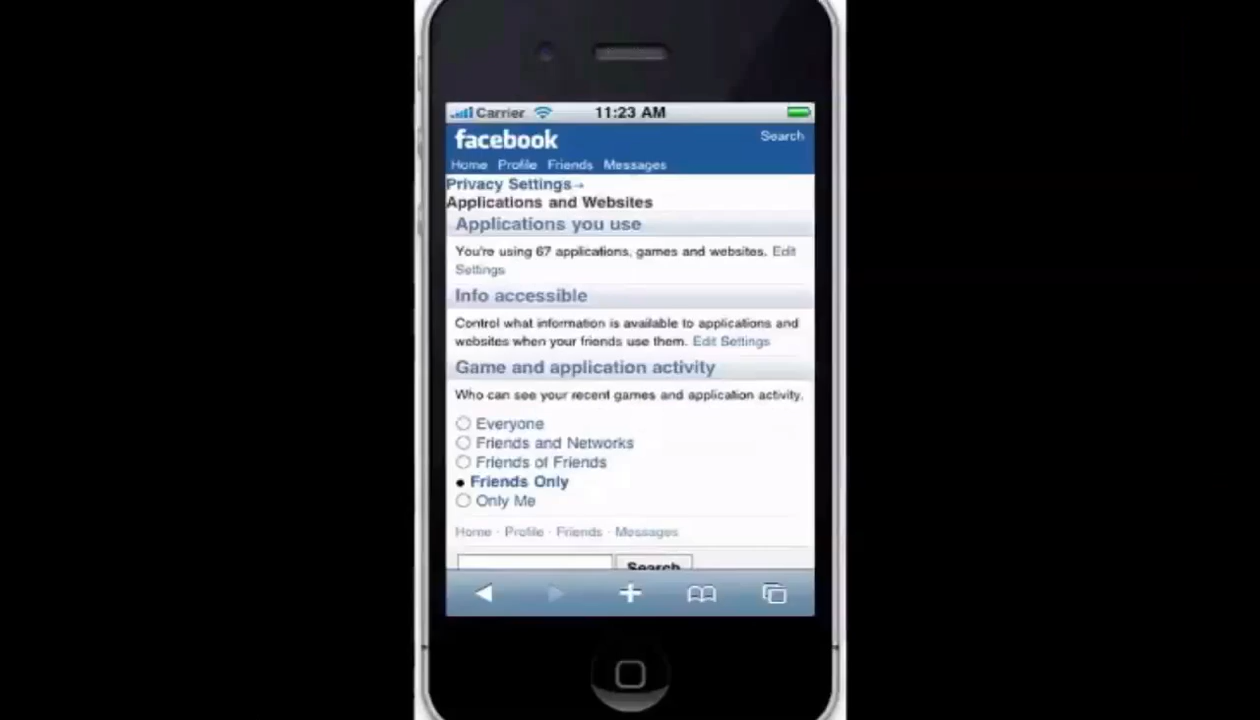 Carrier 11:23 AM
facebook Search
Home Profile Friends Messages
Privacy Settings→
Applications and Websites
Applications you use
You're using 67 applications, games and websites. Edit
Settings
Info accessible
Control what information is available to applications and
websites when your friends use them. Edit Settings
Game and application activity
Who can see your recent games and application activity.
Everyone
Friends and Networks
Friends of Friends
Friends Only
Only Me
Home · Profile · Friends · Messages
Search